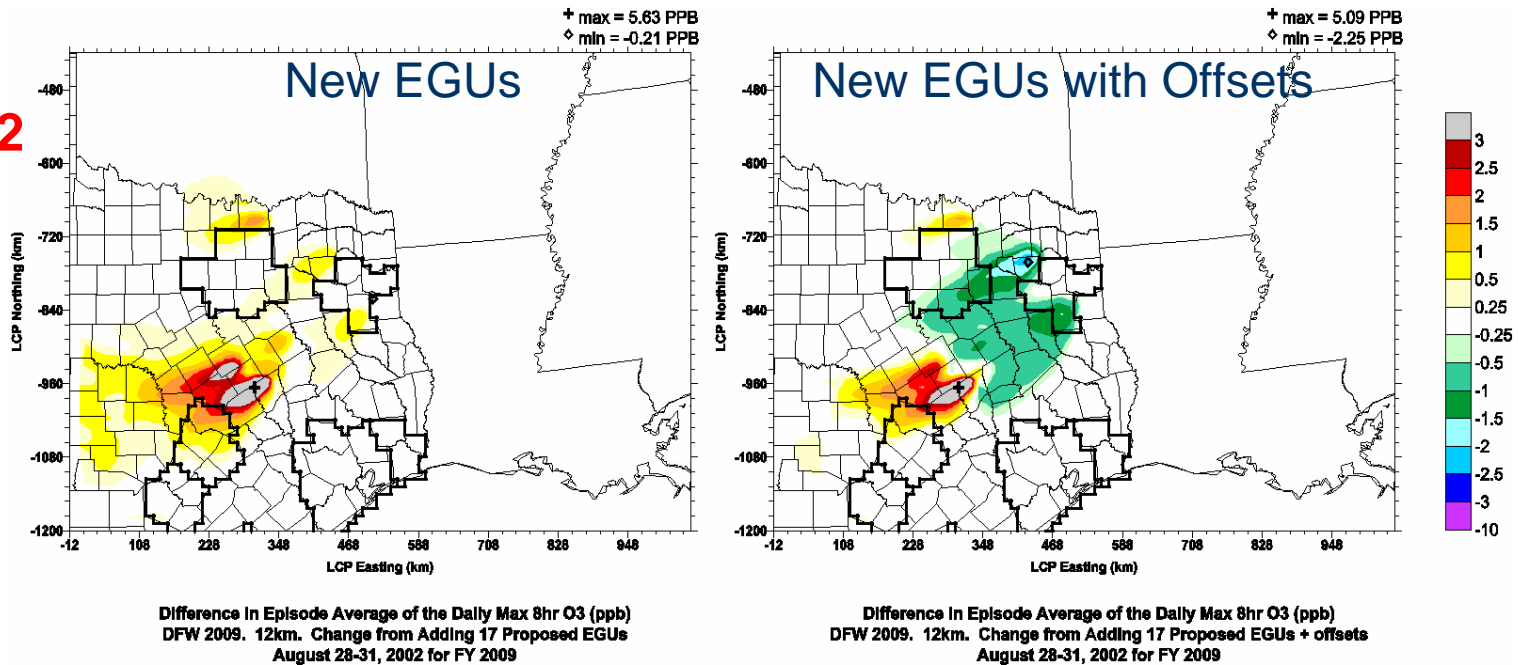 + max = 5.63 PPB
◇ min = -0.21 PPB
+ max = 5.09 PPB
◇ min = -2.25 PPB
New EGUs
New EGUs with Offsets
2
LCP Northing (km)
-480
-600
-720
-840
-960
-1080
-1200
-12 108 228 348 468 588 708 828 948
LCP Easting (km)
LCP Northing (km)
-480
-600
-720
-840
-960
-1080
-1200
-12 108 228 348 468 588 708 828 948
LCP Easting (km)
3
2.5
2
1.5
1
0.5
0.25
-0.25
-0.5
-1
-1.5
-2
-2.5
-3
-10
Difference in Episode Average of the Daily Max 8hr O3 (ppb)
DFW 2009. 12km. Change from Adding 17 Proposed EGUs
August 28-31, 2002 for FY 2009
Difference in Episode Average of the Daily Max 8hr O3 (ppb)
DFW 2009. 12km. Change from Adding 17 Proposed EGUs + offsets
August 28-31, 2002 for FY 2009